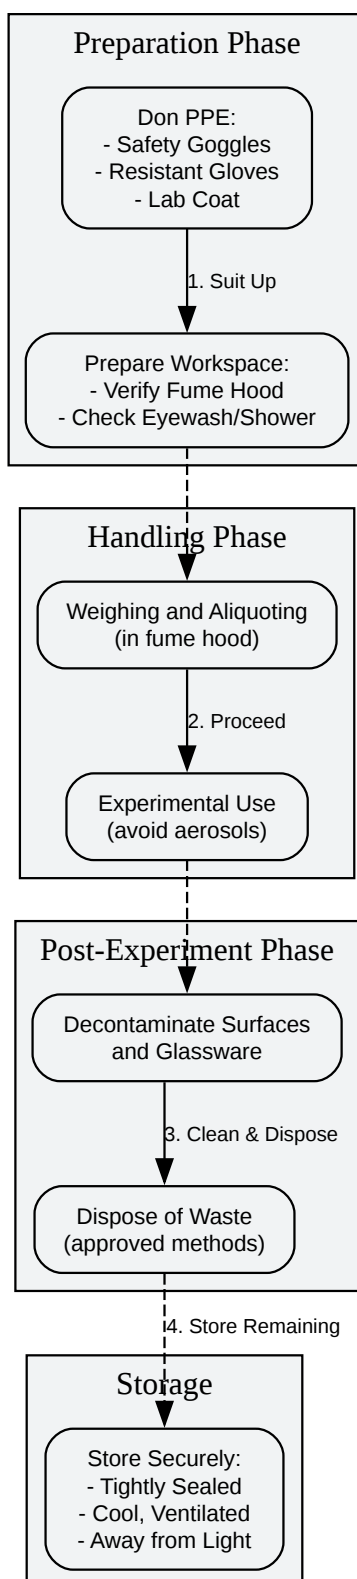 Preparation Phase
Don PPE:
- Safety Goggles
- Resistant Gloves
- Lab Coat
1. Suit Up
Prepare Workspace:
- Verify Fume Hood
- Check Eyewash/Shower
Handling Phase
Weighing and Aliquoting
(in fume hood)
2. Proceed
Experimental Use
(avoid aerosols)
Post-Experiment Phase
Decontaminate Surfaces
and Glassware
3. Clean & Dispose
Dispose of Waste
(approved methods)
4. Store Remaining
Storage
Store Securely:
- Tightly Sealed
- Cool, Ventilated
- Away from Light